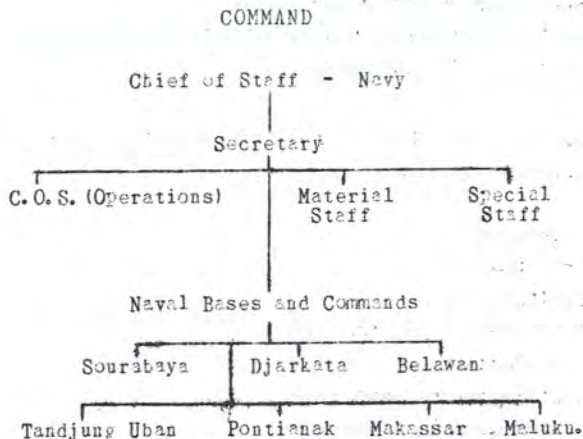 COMMAND
Chief of Staff - Navy
Secretary
C.O.S.(Operations) Material Staff Special Staff
Naval Bases and Commands
Sourabaya Djarkata Belawan
Tandjung Uban Pontianak Makassar Maluku.